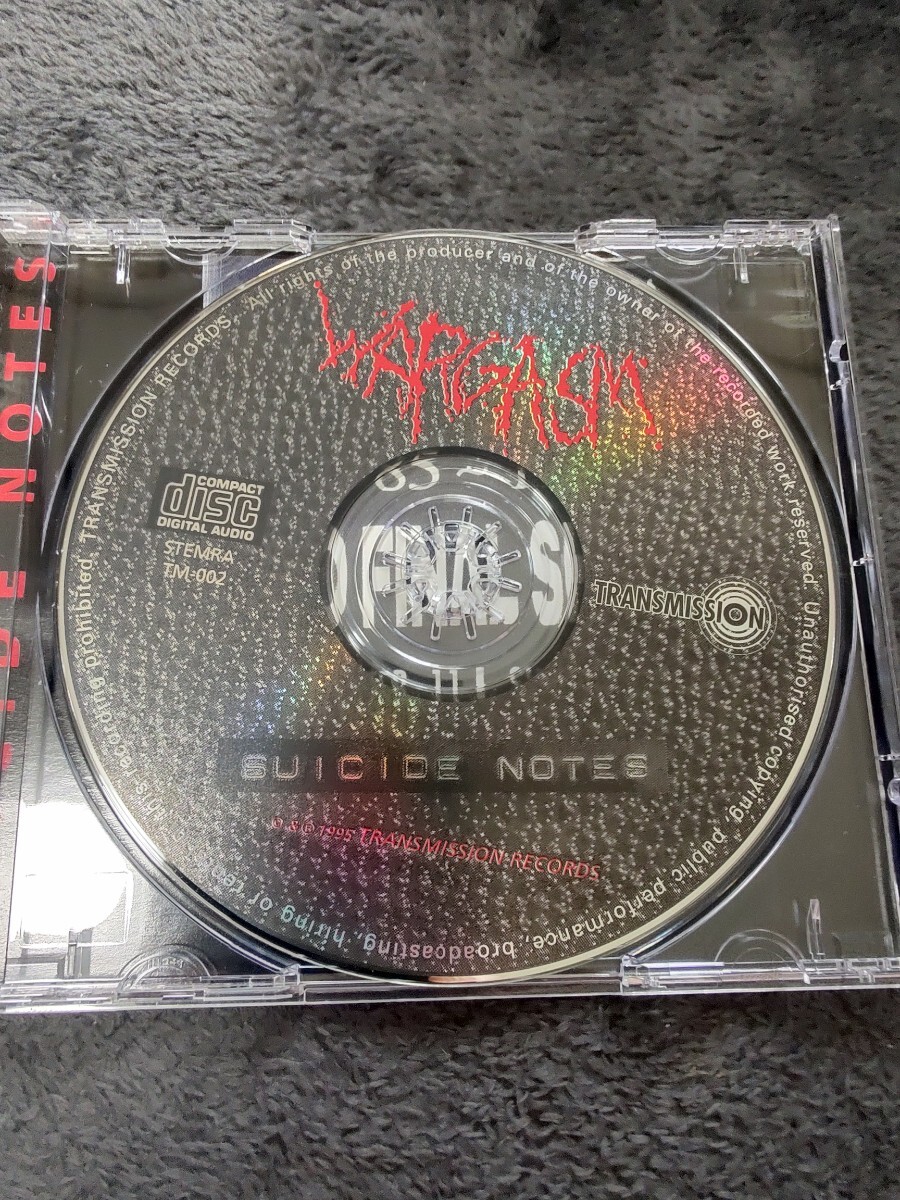 WARGASM
COMPACT
disc
DIGITAL AUDIO
STEMRA
TM-002
TRANSMISSION
SUICIDE NOTES
© & ℗ 1995 TRANSMISSION RECORDS
TRANSMISSION RECORDS. All rights of the producer and of the owner of the recorded work reserved. Unauthorised copying, public performance, broadcasting, hiring or recording prohibited.
IDE NOTES